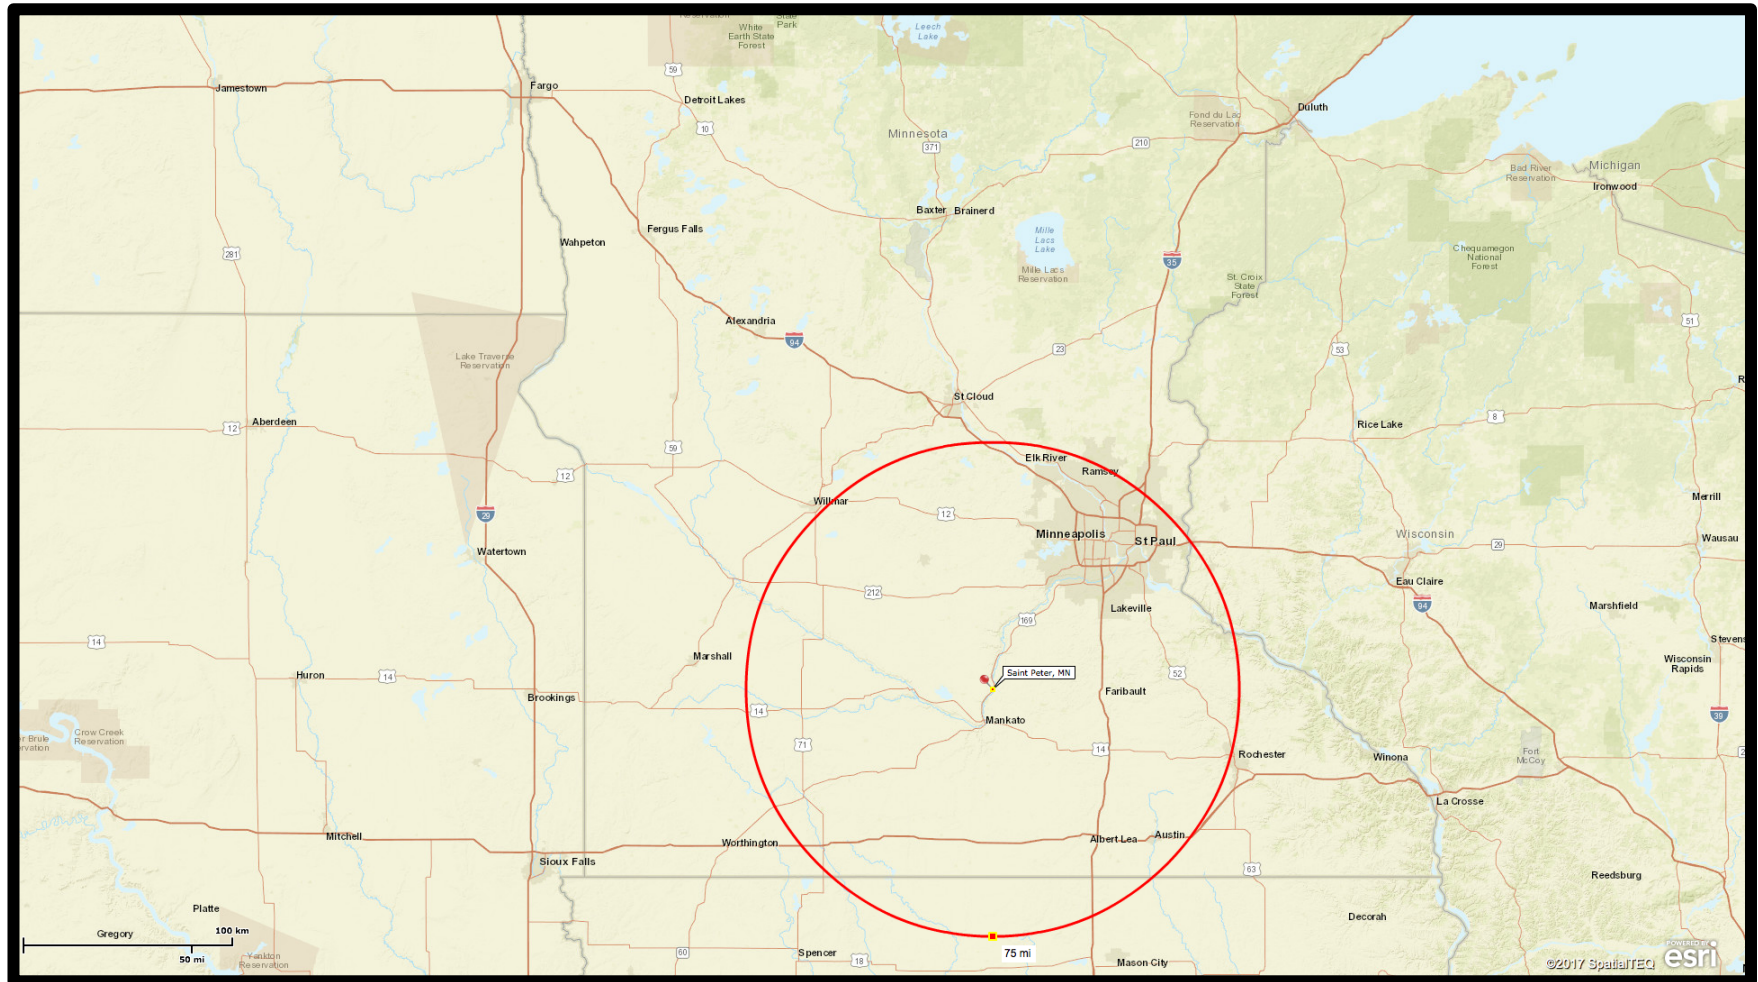 White
Earth State
Forest
State
Park
Leech
Lake
59
Jamestown
Fargo
Detroit Lakes
10
Minnesota
371
210
Fond du Lac
Reservation
Duluth
Bad River
Reservation
Michigan
Ironwood
Baxter
Brainerd
Mille
Lacs
Lake
Mille Lacs
Reservation
Fergus Falls
Wahpeton
281
35
St. Croix
State
Forest
Chequamegon
National
Forest
51
Alexandria
94
23
53
Lake Traverse
Reservation
St Cloud
8
Rice Lake
12
Aberdeen
59
12
Elk River
Ramsey
Willmar
12
29
Merrill
Minneapolis
St Paul
Wisconsin
29
Wausau
Watertown
212
Eau Claire
94
Marshfield
Lakeville
169
14
Stevens
Marshall
Wisconsin
Rapids
Saint Peter, MN
52
Huron
14
Brookings
Faribault
14
39
Mankato
Crow Creek
Reservation
71
14
Rochester
Winona
Fort
McCoy
La Crosse
Mitchell
Worthington
Albert Lea
Austin
Sioux Falls
63
Reedsburg
Platte
Decorah
Gregory
100 km
50 mi
Yankton
Reservation
60
Spencer
18
75 mi
Mason City
POWERED BY
esri
©2017 SpatialTEQ